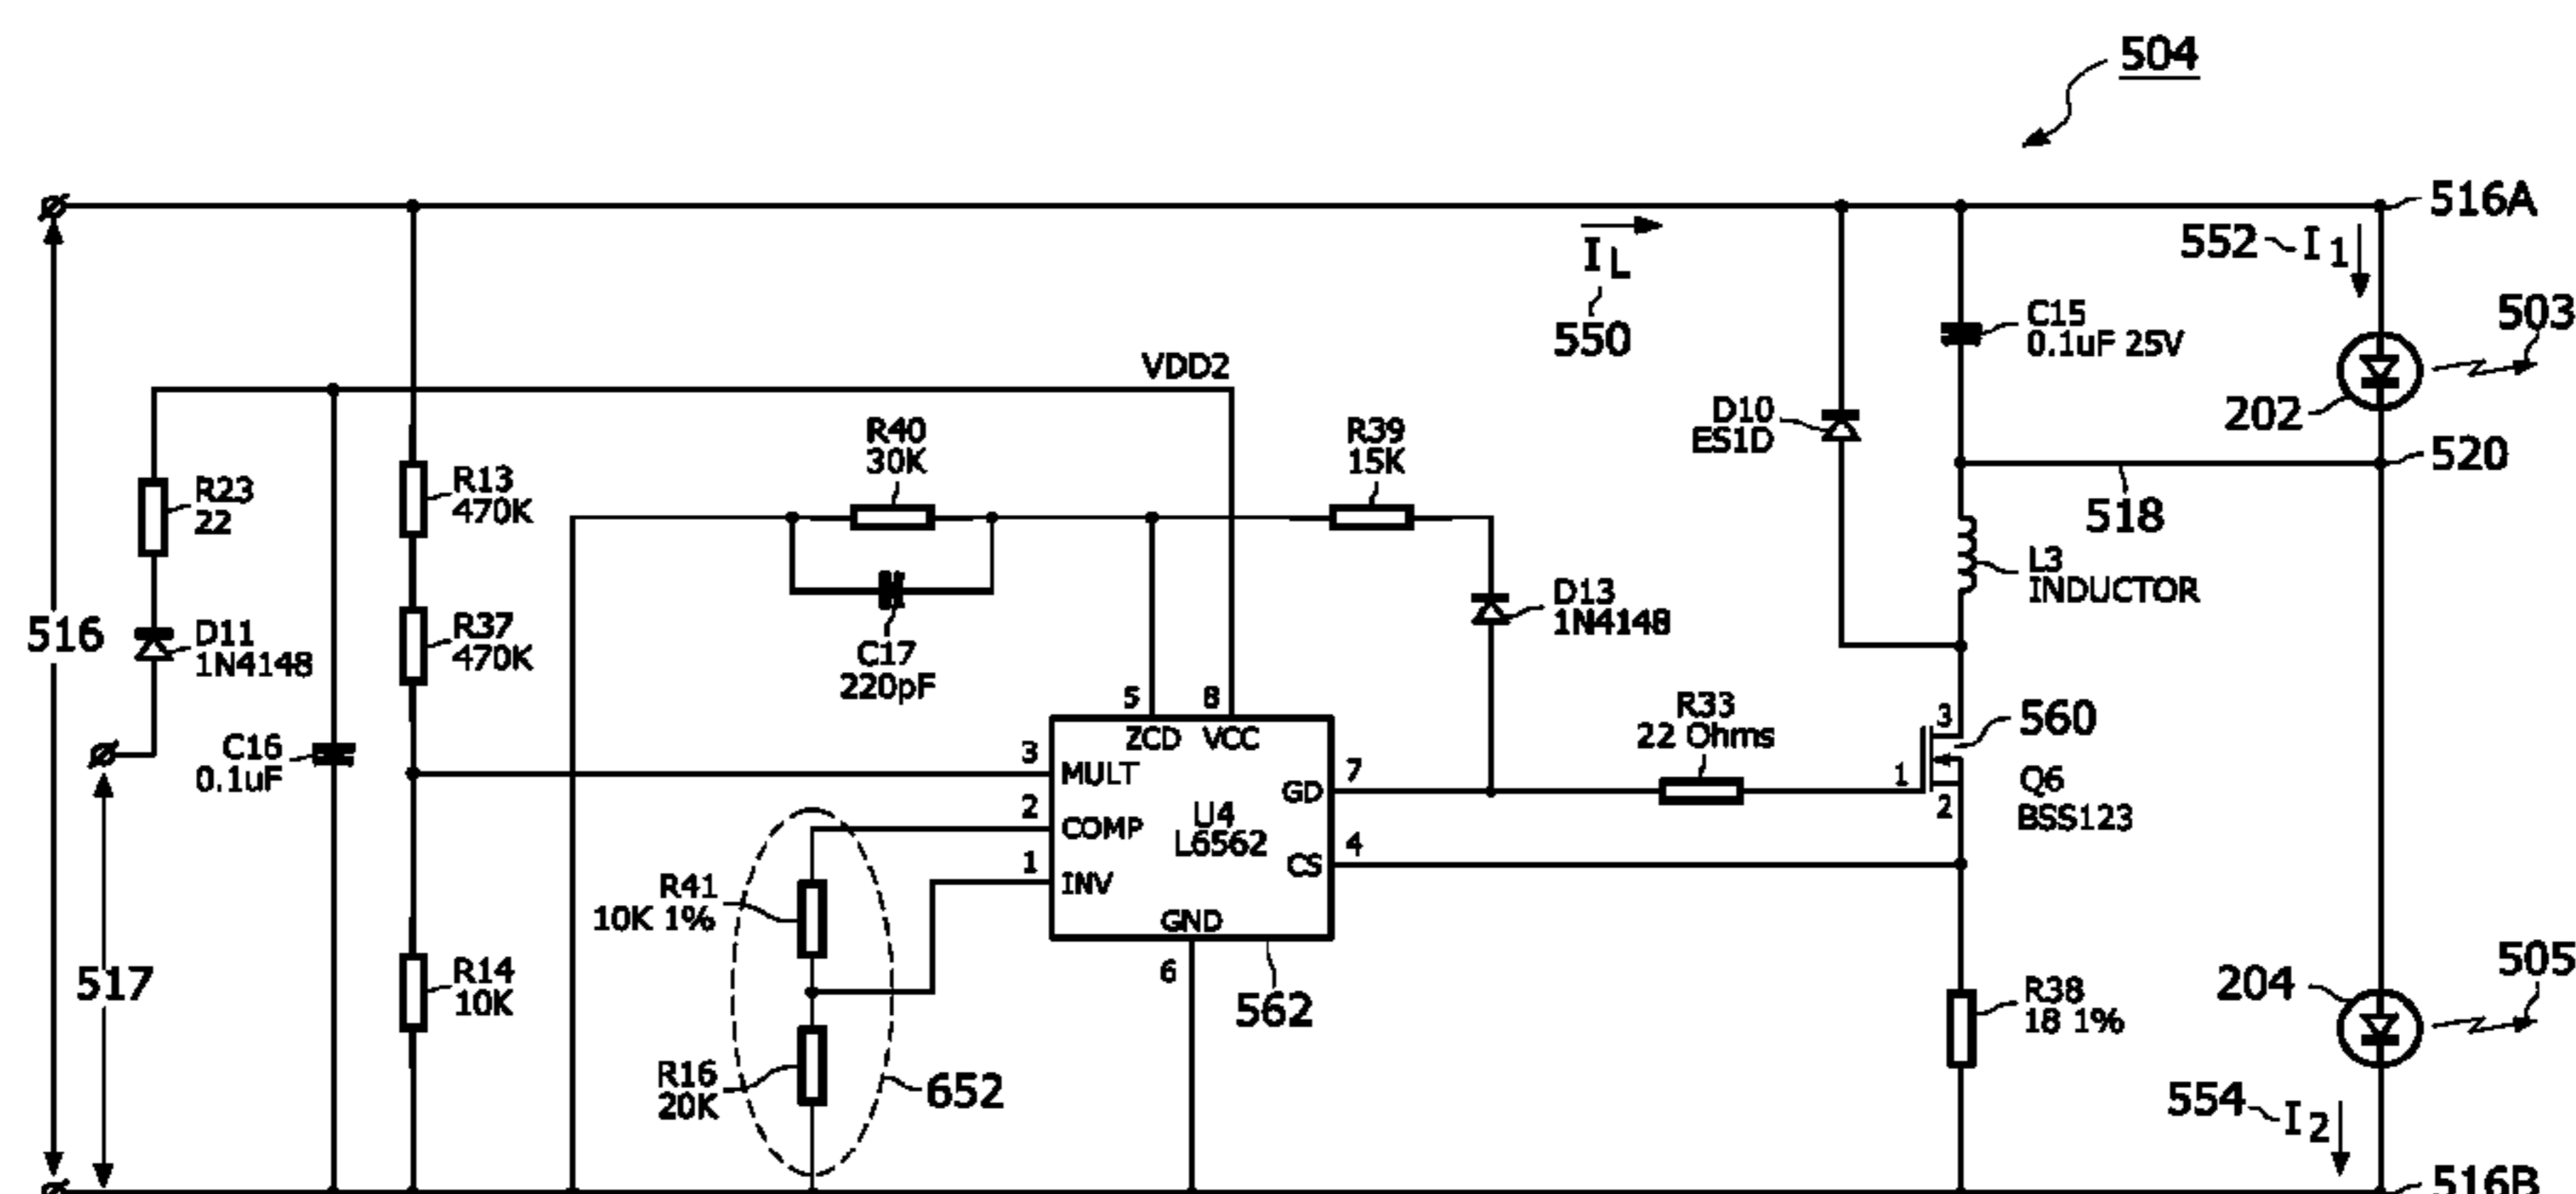 504
516A
I L
550
552 I 1
503
C15
0.1uF 25V
202
VDD2
D10
ES1D
R40
30K
R39
15K
520
518
R23
22
R13
470K
L3
INDUCTOR
516
D11
1N4148
R37
470K
C17
220pF
D13
1N4148
5 8
ZCD VCC
R33
22 Ohms
3
560
C16
0.1uF
3
MULT
2
COMP
1
INV
U4
L6562
GD
7
CS
4
GND
6
1
2
Q6
BSS123
R41
10K 1%
562
517
R14
10K
R38
18 1%
204
505
R16
20K
652
554 I 2
516B